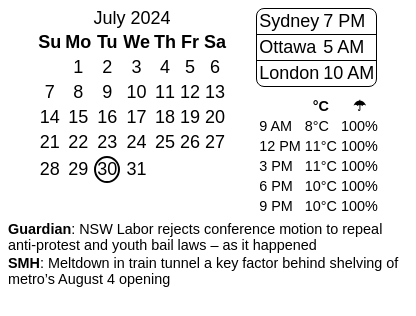 July 2024
Su Mo Tu We Th Fr Sa
1 2 3 4 5 6
7 8 9 10 11 12 13
14 15 16 17 18 19 20
21 22 23 24 25 26 27
28 29 30 31
Sydney 7 PM
Ottawa 5 AM
London 10 AM
°C ☂
9 AM 8°C 100%
12 PM 11°C 100%
3 PM 11°C 100%
6 PM 10°C 100%
9 PM 10°C 100%
Guardian: NSW Labor rejects conference motion to repeal
anti-protest and youth bail laws – as it happened
SMH: Meltdown in train tunnel a key factor behind shelving of
metro’s August 4 opening